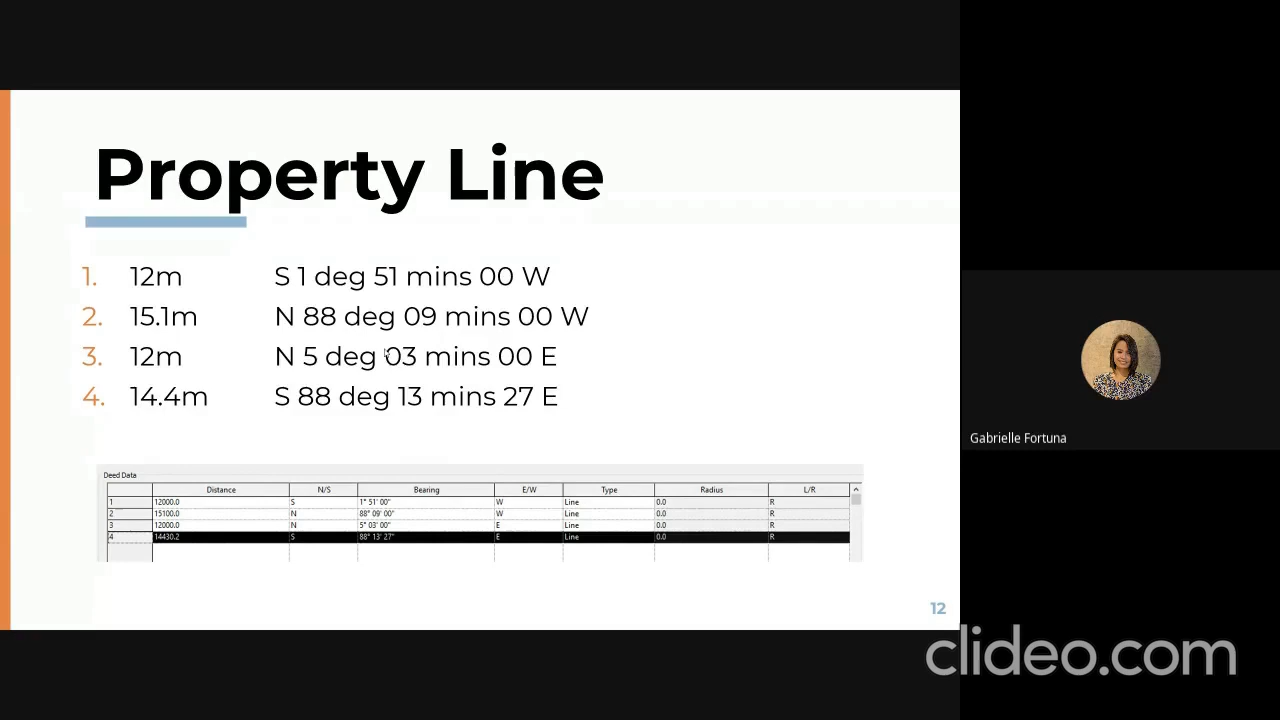 Property Line
1. 12m S 1 deg 51 mins 00 W
2. 15.1m N 88 deg 09 mins 00 W
3. 12m N 5 deg 03 mins 00 E
4. 14.4m S 88 deg 13 mins 27 E
Deed Data
Distance N/S Bearing E/W Type Radius L/R
1 12000.0 S 1° 51' 00" W Line 0.0 R
2 15100.0 N 88° 09' 00" W Line 0.0 R
3 12000.0 N 5° 03' 00" E Line 0.0 R
4 14430.2 S 88° 13' 27" E Line 0.0 R
12
Gabrielle Fortuna
clideo.com